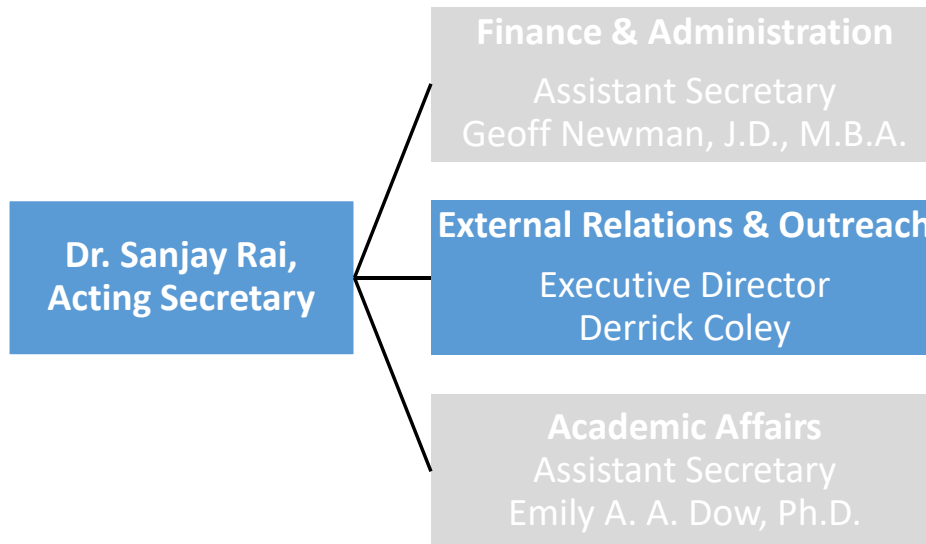 Finance & Administration
Assistant Secretary
Geoff Newman, J.D., M.B.A.
Dr. Sanjay Rai,
Acting Secretary
External Relations & Outreach
Executive Director
Derrick Coley
Academic Affairs
Assistant Secretary
Emily A. A. Dow, Ph.D.